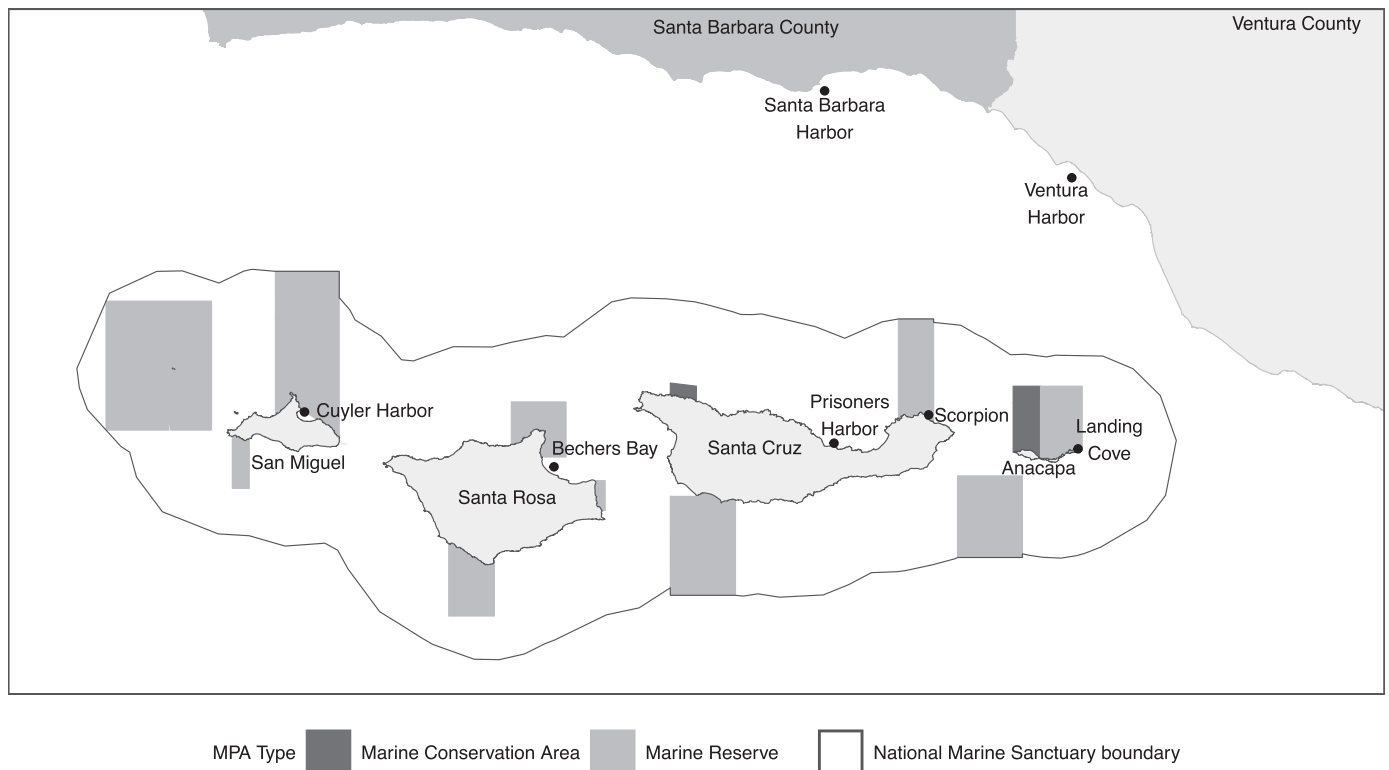 Santa Barbara County
Ventura County
Santa Barbara
Harbor
Ventura
Harbor
Cuyler Harbor
San Miguel
Bechers Bay
Santa Rosa
Prisoners
Harbor
Scorpion
Santa Cruz
Landing
Cove
Anacapa
MPA Type
Marine Conservation Area
Marine Reserve
National Marine Sanctuary boundary